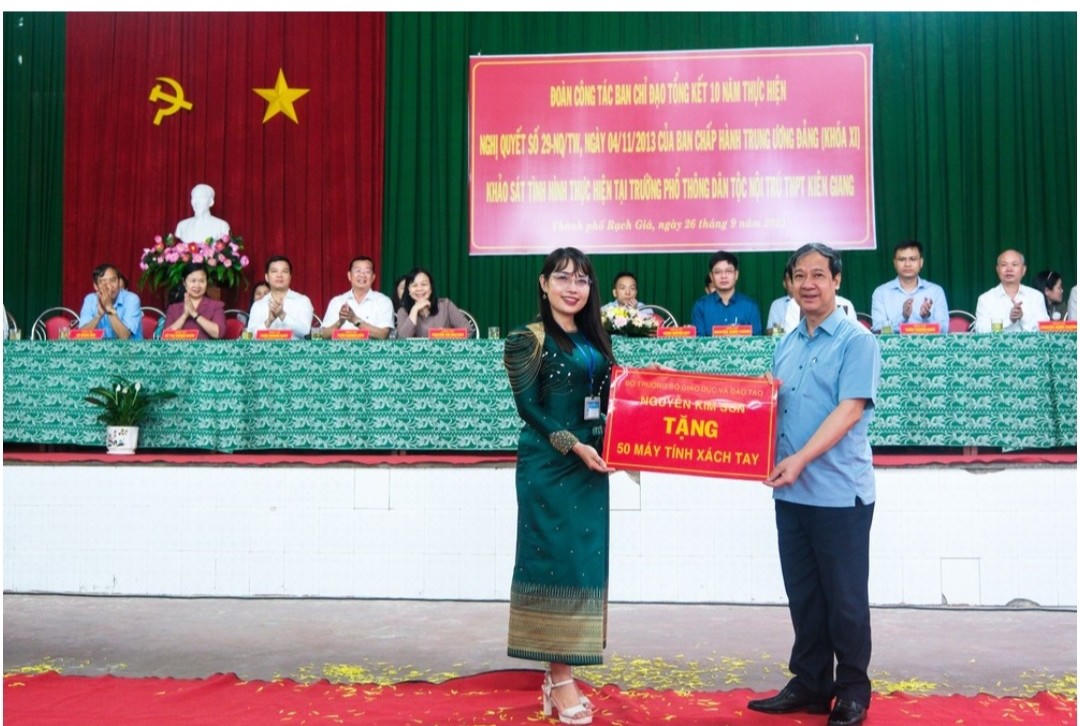 ĐOÀN CÔNG TÁC BAN CHỈ ĐẠO TỔNG KẾT 10 NĂM THỰC HIỆN
NGHỊ QUYẾT SỐ 29-NQ/TW, NGÀY 04/11/2013 CỦA BAN CHẤP HÀNH TRUNG ƯƠNG ĐẢNG (KHÓA XI)
KHẢO SÁT TÌNH HÌNH THỰC HIỆN TẠI TRƯỜNG PHỔ THÔNG DÂN TỘC NỘI TRÚ THPT KIÊN GIANG
Thành phố Rạch Giá, ngày 26 tháng 9 năm
BỘ TRƯỞNG BỘ GIÁO DỤC VÀ ĐÀO TẠO
NGUYỄN KIM SƠN
TẶNG
50 MÁY TÍNH XÁCH TAY